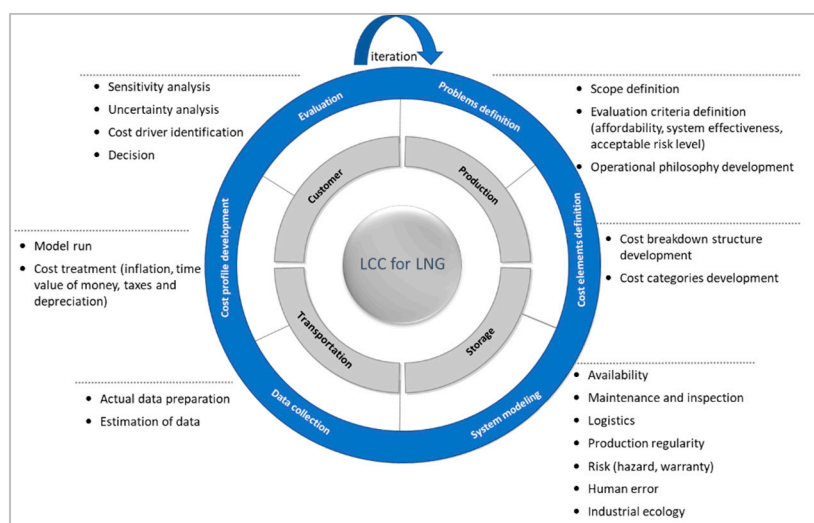 iteration
Sensitivity analysis
Uncertainty analysis
Cost driver identification
Decision
Evaluation
Problems definition
Scope definition
Evaluation criteria definition
(affordability, system effectiveness,
acceptable risk level)
Operational philosophy development
Customer
Production
Model run
Cost treatment (inflation, time
value of money, taxes and
depreciation)
Cost profile development
LCC for LNG
Cost elements definition
Cost breakdown structure
development
Cost categories development
Transportation
Storage
Actual data preparation
Estimation of data
Data collection
System modeling
Availability
Maintenance and inspection
Logistics
Production regularity
Risk (hazard, warranty)
Human error
Industrial ecology